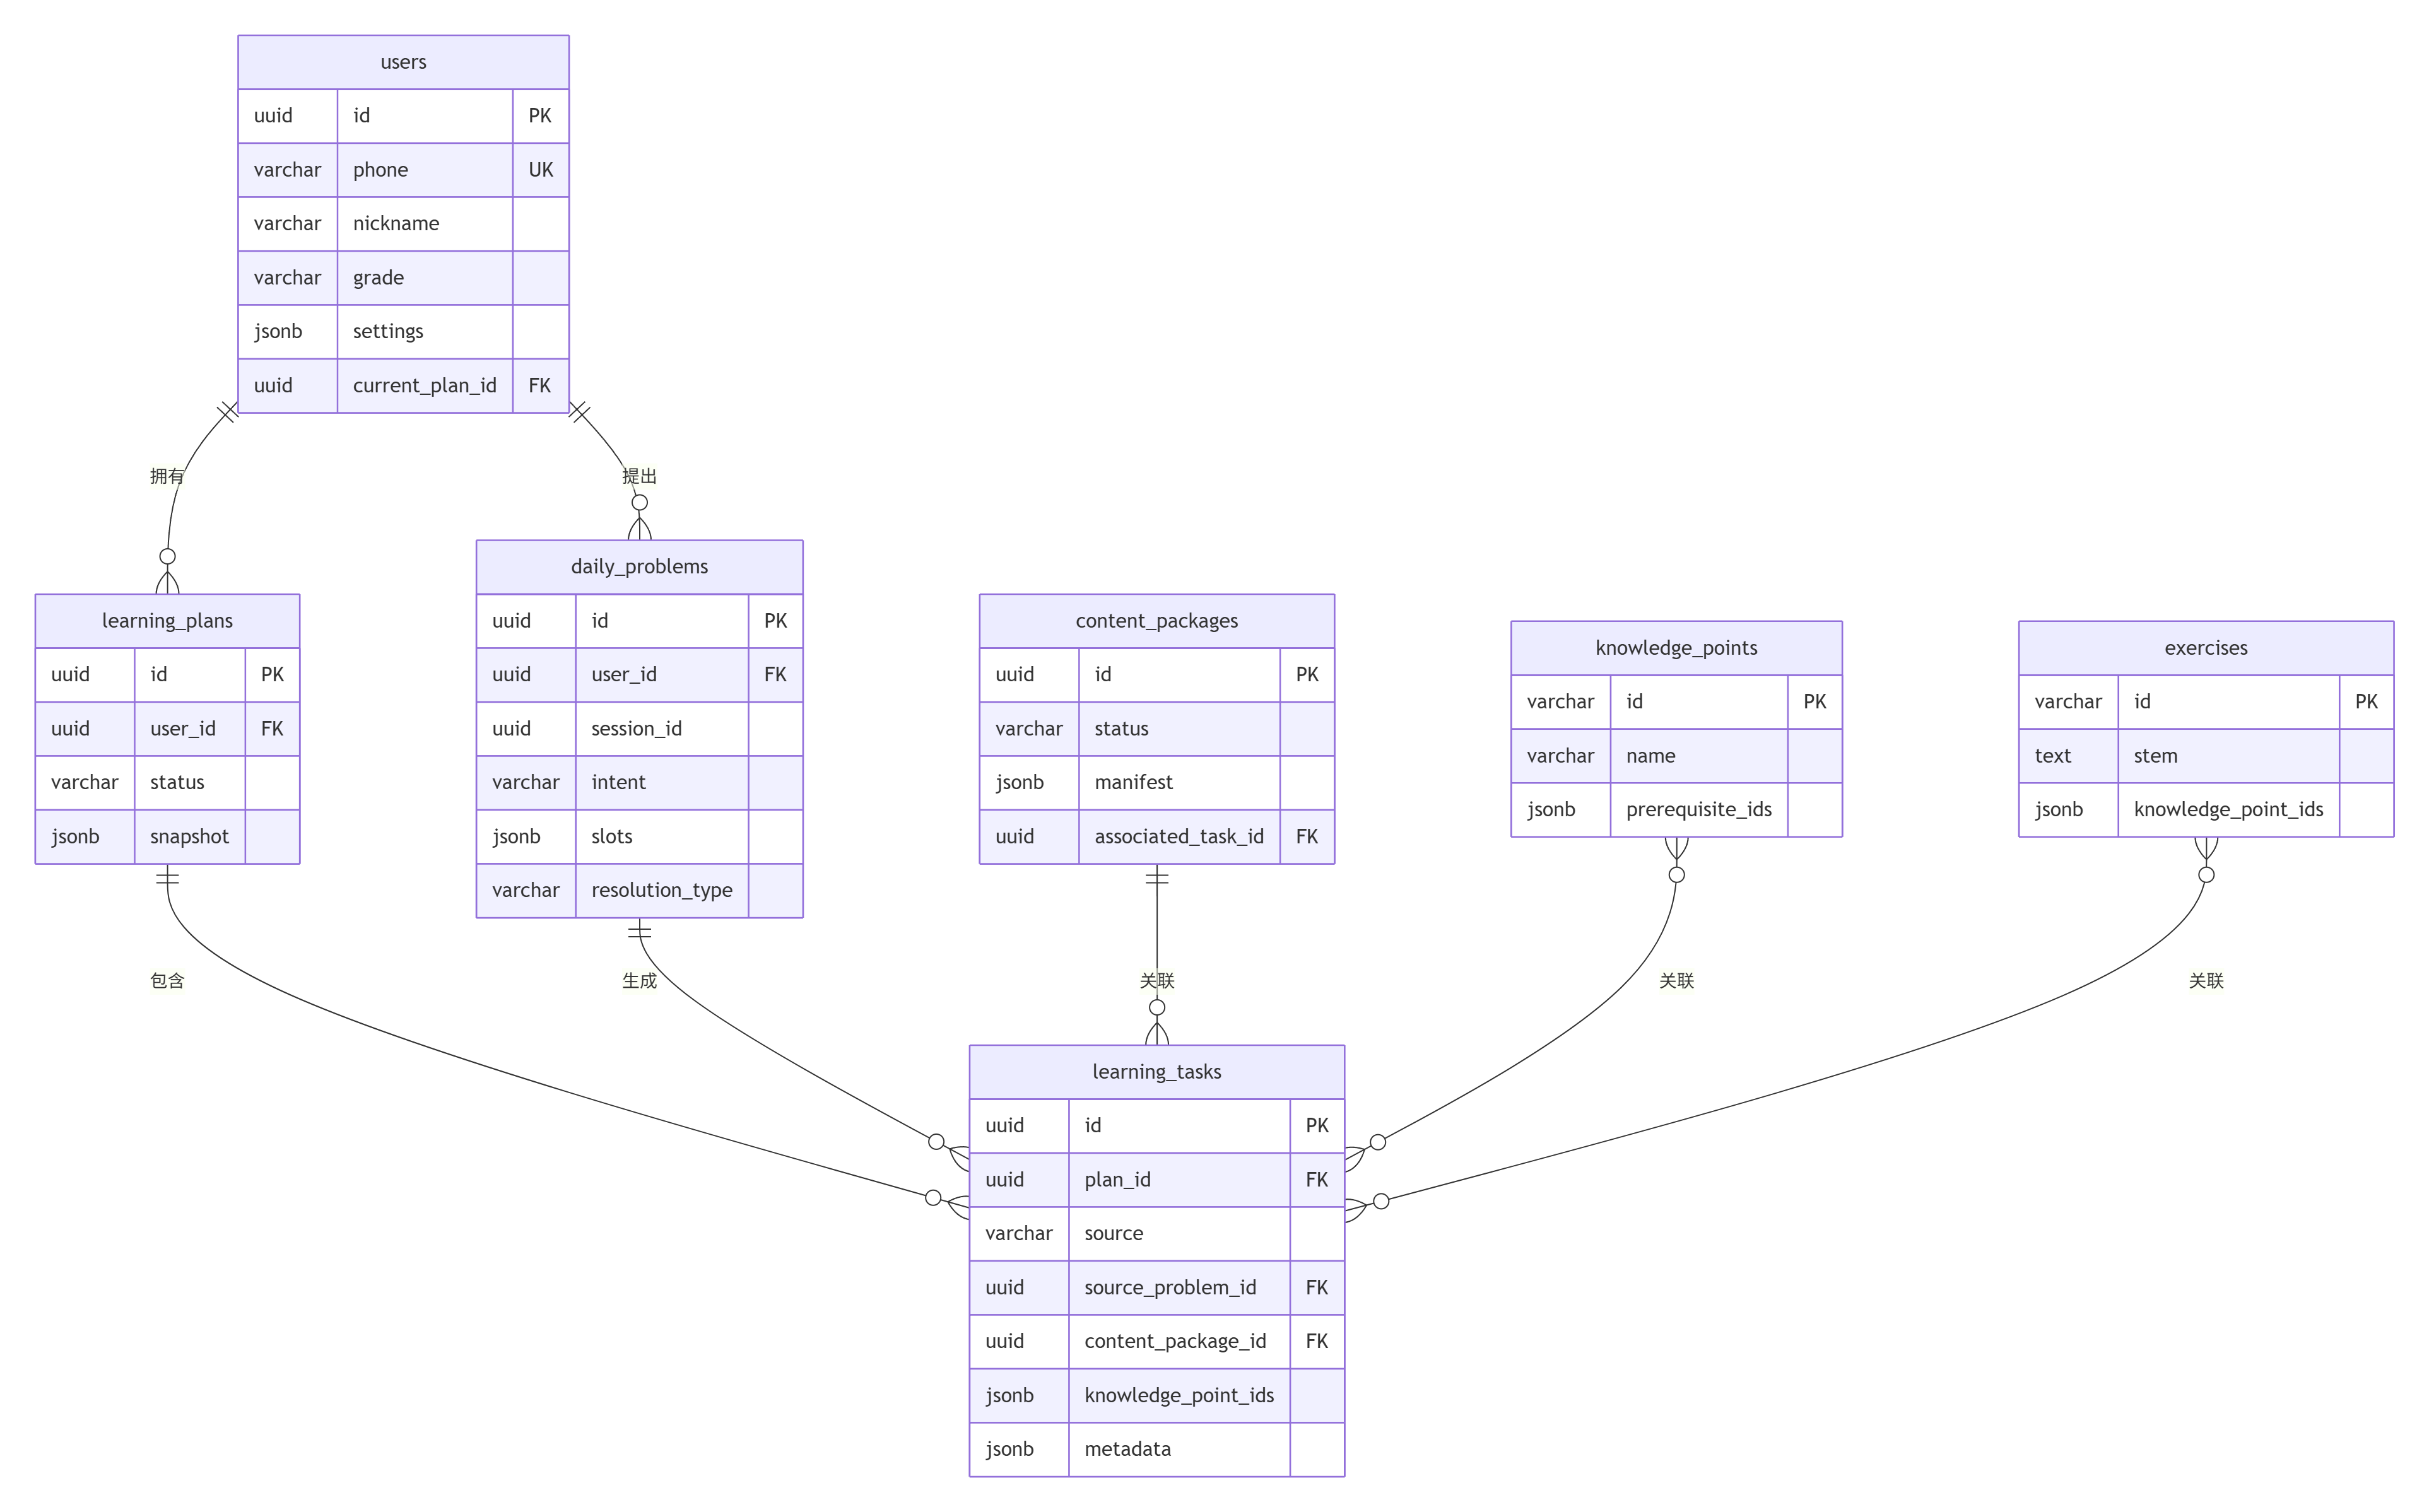 users
uuid id PK
varchar phone UK
varchar nickname
varchar grade
jsonb settings
uuid current_plan_id FK
拥有
提出
learning_plans
uuid id PK
uuid user_id FK
varchar status
jsonb snapshot
daily_problems
uuid id PK
uuid user_id FK
uuid session_id
varchar intent
jsonb slots
varchar resolution_type
content_packages
uuid id PK
varchar status
jsonb manifest
uuid associated_task_id FK
knowledge_points
varchar id PK
varchar name
jsonb prerequisite_ids
exercises
varchar id PK
text stem
jsonb knowledge_point_ids
包含
生成
关联
关联
关联
learning_tasks
uuid id PK
uuid plan_id FK
varchar source
uuid source_problem_id FK
uuid content_package_id FK
jsonb knowledge_point_ids
jsonb metadata